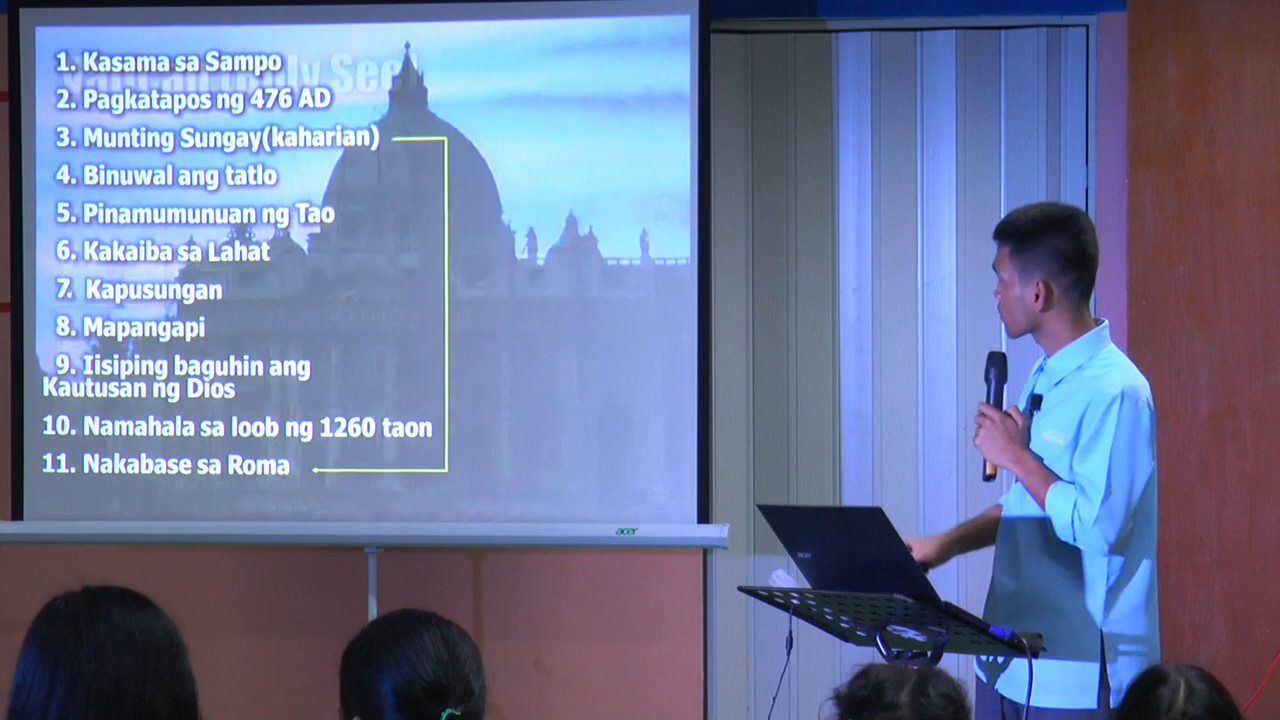 1. Kasama sa Sampo
2. Pagkatapos ng 476 AD
3. Munting Sungay(kaharian)
4. Binuwal ang tatlo
5. Pinamumunuan ng Tao
6. Kakaiba sa Lahat
7. Kapusungan
8. Mapangapi
9. Iisiping baguhin ang
Kautusan ng Dios
10. Namahala sa loob ng 1260 taon
11. Nakabase sa Roma
acer